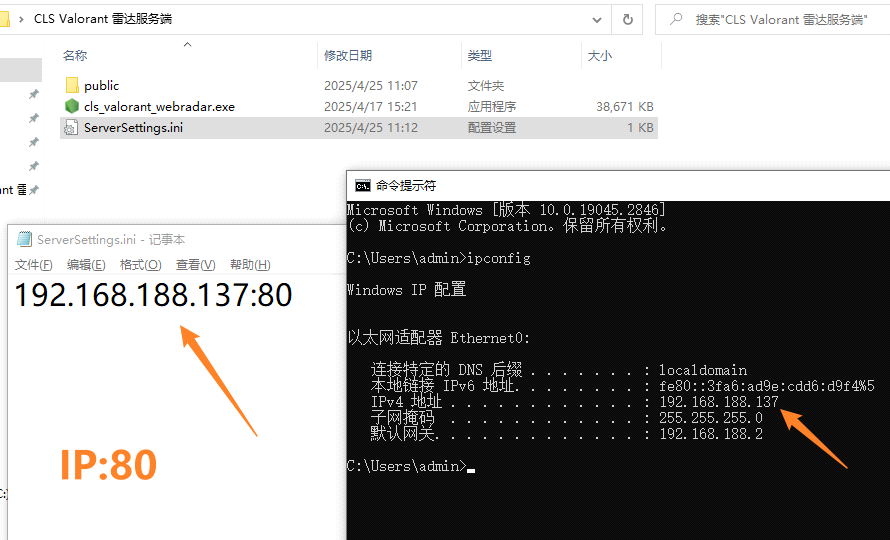 CLS Valorant 雷达服务端
搜索"CLS Valorant 雷达服务端"
名称 修改日期 类型 大小
public 2025/4/25 11:07 文件夹
cls_valorant_webradar.exe 2025/4/17 15:21 应用程序 38,671 KB
ServerSettings.ini 2025/4/25 11:12 配置设置 1 KB
ant 雷
ServerSettings.ini - 记事本
文件(F) 编辑(E) 格式(O) 查看(V) 帮助(H)
192.168.188.137:80
IP:80
命令提示符
Microsoft Windows [版本 10.0.19045.2846]
(c) Microsoft Corporation。保留所有权利。
C:\Users\admin>ipconfig
Windows IP 配置
以太网适配器 Ethernet0:
连接特定的 DNS 后缀 . . . . . . . : localdomain
本地链接 IPv6 地址. . . . . . . . : fe80::3fa6:ad9e:cdd6:d9f4%5
IPv4 地址 . . . . . . . . . . . . : 192.168.188.137
子网掩码 . . . . . . . . . . . . : 255.255.255.0
默认网关. . . . . . . . . . . . . : 192.168.188.2
C:\Users\admin>